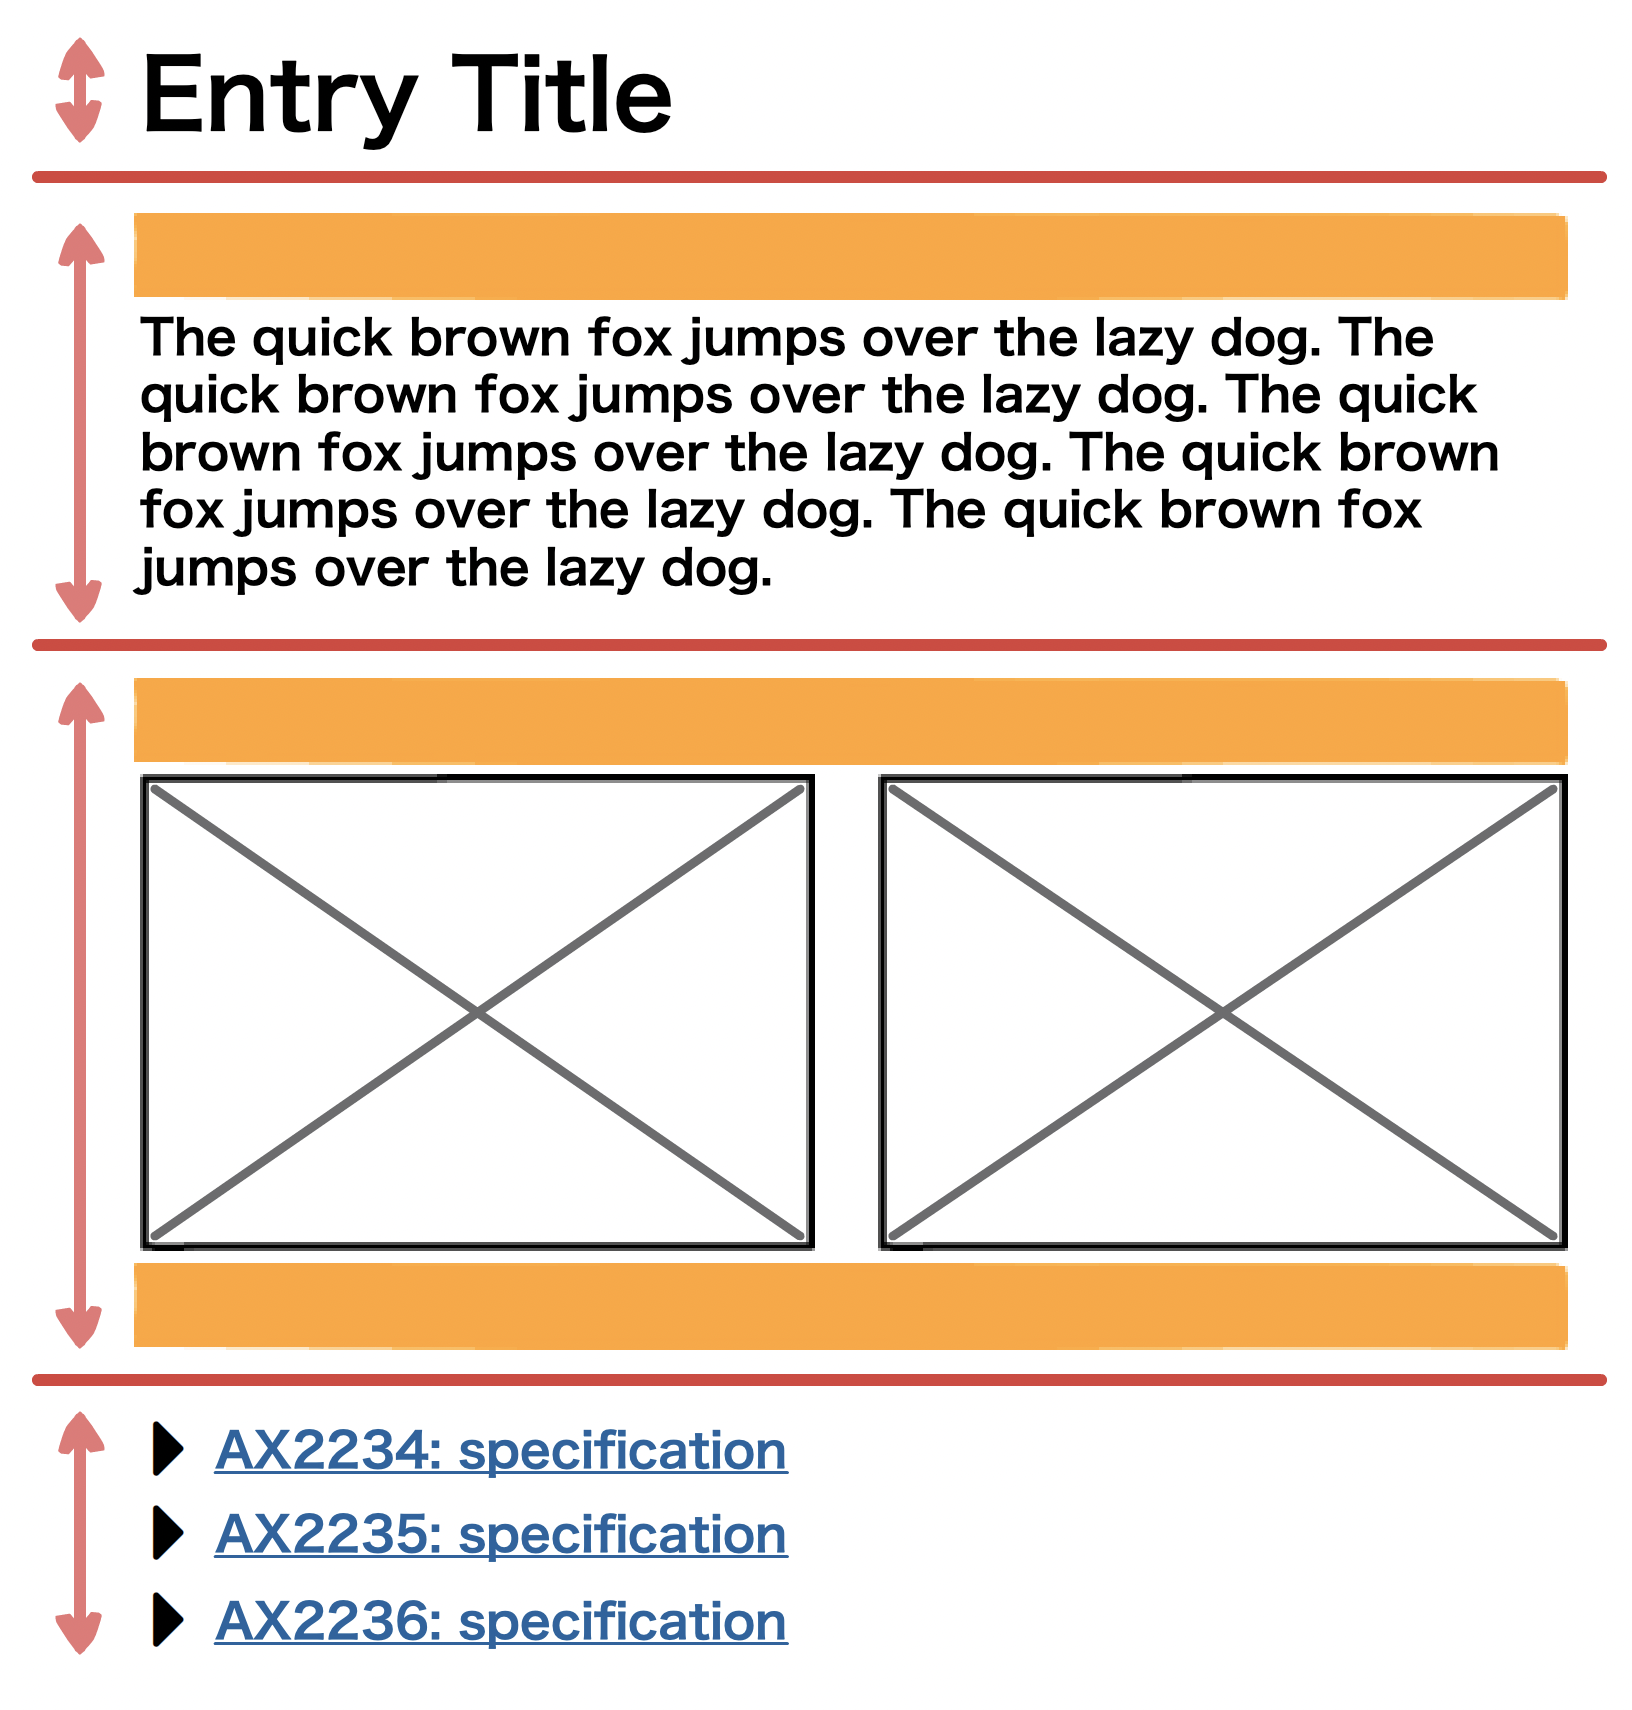 Entry Title
The quick brown fox jumps over the lazy dog. The
quick brown fox jumps over the lazy dog. The quick
brown fox jumps over the lazy dog. The quick brown
fox jumps over the lazy dog. The quick brown fox
jumps over the lazy dog.
AX2234: specification
AX2235: specification
AX2236: specification